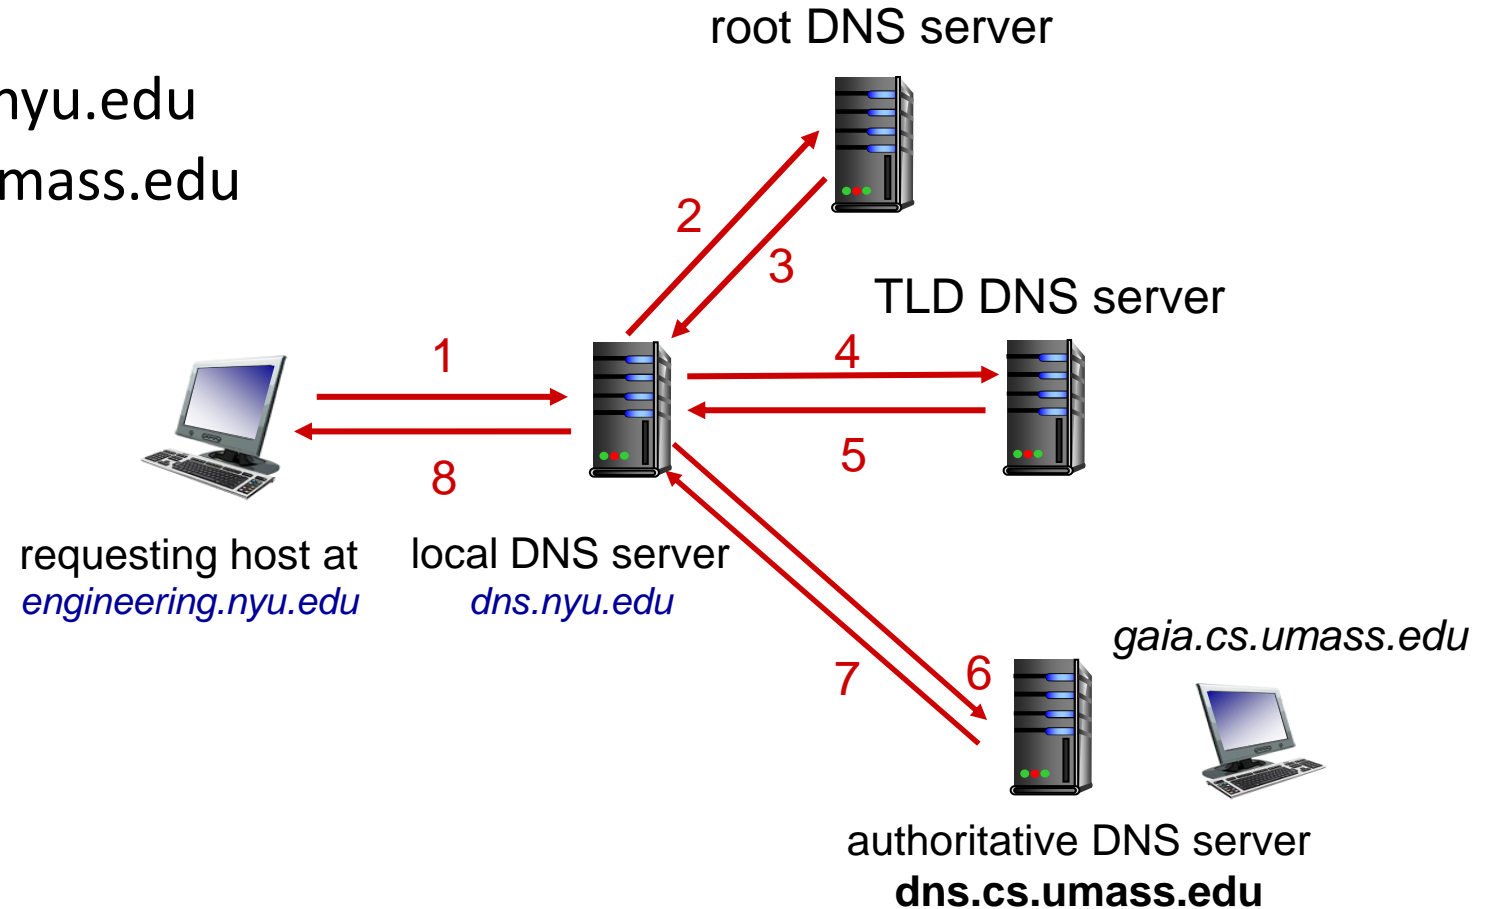 root DNS server
nyu.edu
mass.edu
2
3
TLD DNS server
1
4
8
5
requesting host at
engineering.nyu.edu
local DNS server
dns.nyu.edu
gaia.cs.umass.edu
7
6
authoritative DNS server
dns.cs.umass.edu